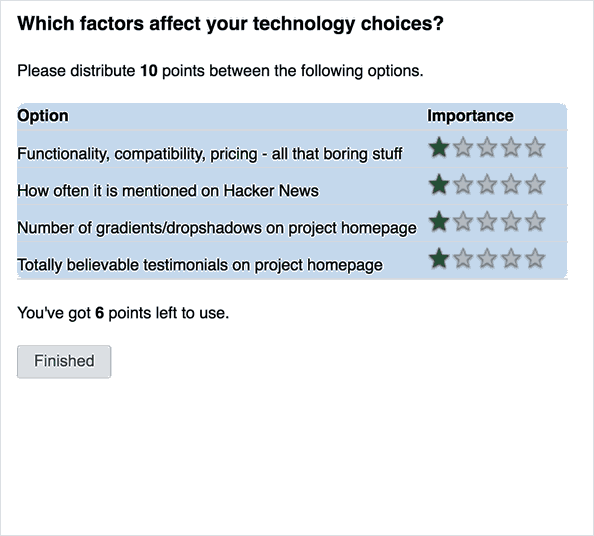 Which factors affect your technology choices?
Please distribute 10 points between the following options.
Option Importance
Functionality, compatibility, pricing - all that boring stuff
How often it is mentioned on Hacker News
Number of gradients/dropshadows on project homepage
Totally believable testimonials on project homepage
You've got 6 points left to use.
Finished